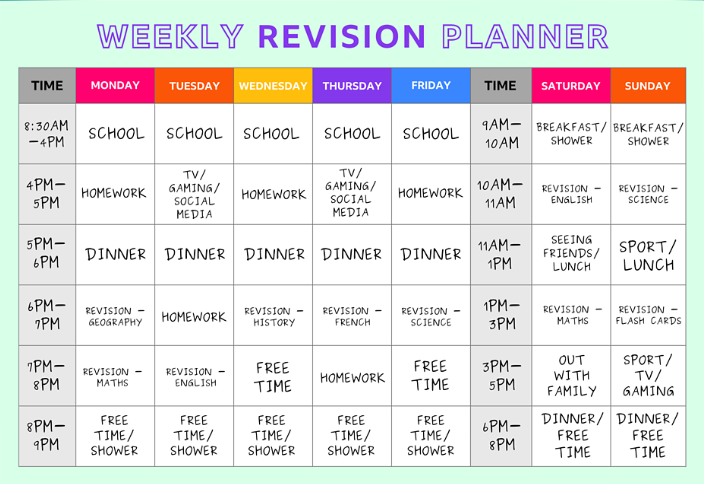 WEEKLY REVISION PLANNER
TIME MONDAY TUESDAY WEDNESDAY THURSDAY FRIDAY TIME SATURDAY SUNDAY
8:30AM —4PM SCHOOL SCHOOL SCHOOL SCHOOL SCHOOL 9AM— 10AM BREAKFAST/ SHOWER BREAKFAST/ SHOWER
4PM— 5PM HOMEWORK TV/ GAMING/ SOCIAL MEDIA HOMEWORK TV/ GAMING/ SOCIAL MEDIA HOMEWORK 10AM— 11AM REVISION – ENGLISH REVISION – SCIENCE
5PM— 6PM DINNER DINNER DINNER DINNER DINNER 11AM— 1PM SEEING FRIENDS/ LUNCH SPORT/ LUNCH
6PM— 7PM REVISION – GEOGRAPHY HOMEWORK REVISION – HISTORY REVISION – FRENCH REVISION – SCIENCE 1PM— 3PM REVISION – MATHS REVISION – FLASH CARDS
7PM— 8PM REVISION – MATHS REVISION – ENGLISH FREE TIME HOMEWORK FREE TIME 3PM— 5PM OUT WITH FAMILY SPORT/ TV/ GAMING
8PM— 9PM FREE TIME/ SHOWER FREE TIME/ SHOWER FREE TIME/ SHOWER FREE TIME/ SHOWER FREE TIME/ SHOWER 6PM— 8PM DINNER/ FREE TIME DINNER/ FREE TIME